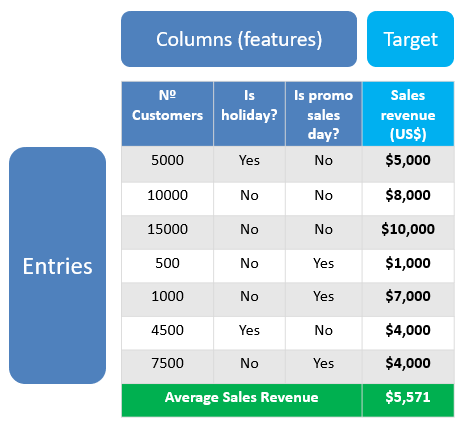 Columns (features) Target
Nº Is Is promo Sales
Customers holiday? sales revenue
day? (US$)
5000 Yes No $5,000
10000 No No $8,000
15000 No No $10,000
500 No Yes $1,000
Entries
1000 No Yes $7,000
4500 Yes No $4,000
7500 No Yes $4,000
Average Sales Revenue $5,571